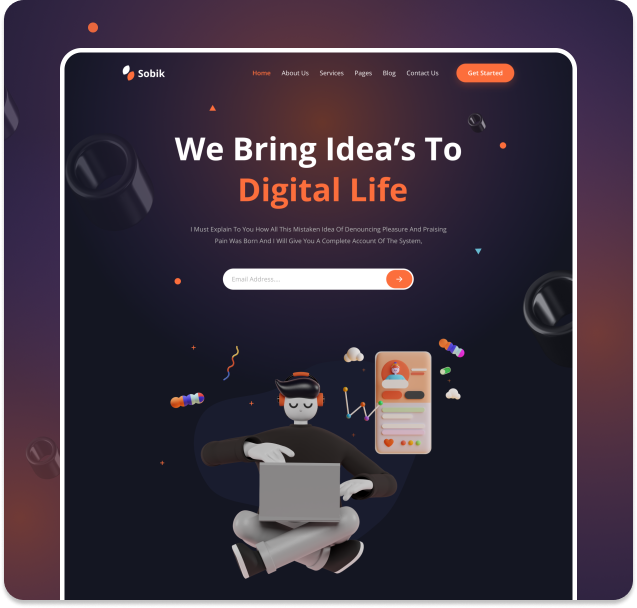 Sobik
Home About Us Services Pages Blog Contact Us Get Started
We Bring Idea's To
Digital Life
I Must Explain To You How All This Mistaken Idea Of Denouncing Pleasure And Praising
Pain Was Born And I Will Give You A Complete Account Of The System,
Email Address....